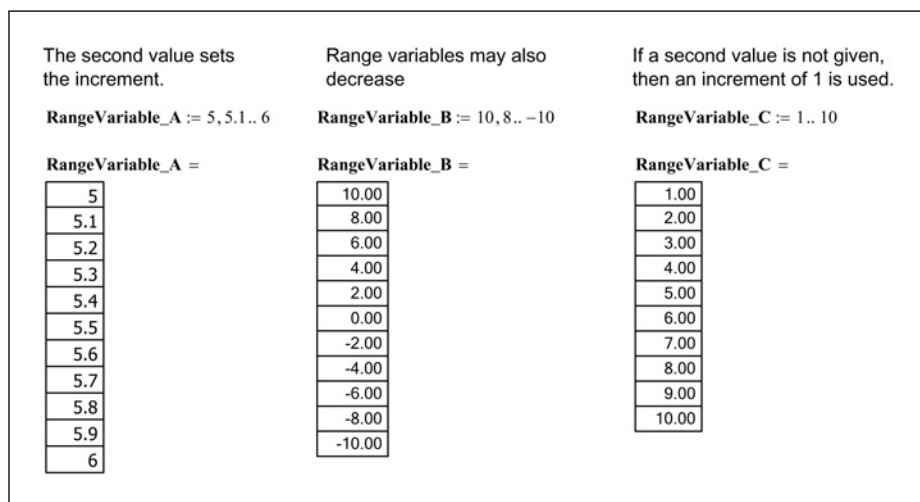 The second value sets
the increment.
RangeVariable_A := 5, 5.1.. 6
RangeVariable_A =
5
5.1
5.2
5.3
5.4
5.5
5.6
5.7
5.8
5.9
6
Range variables may also
decrease
RangeVariable_B := 10, 8.. −10
RangeVariable_B =
10.00
8.00
6.00
4.00
2.00
0.00
-2.00
-4.00
-6.00
-8.00
-10.00
If a second value is not given,
then an increment of 1 is used.
RangeVariable_C := 1.. 10
RangeVariable_C =
1.00
2.00
3.00
4.00
5.00
6.00
7.00
8.00
9.00
10.00